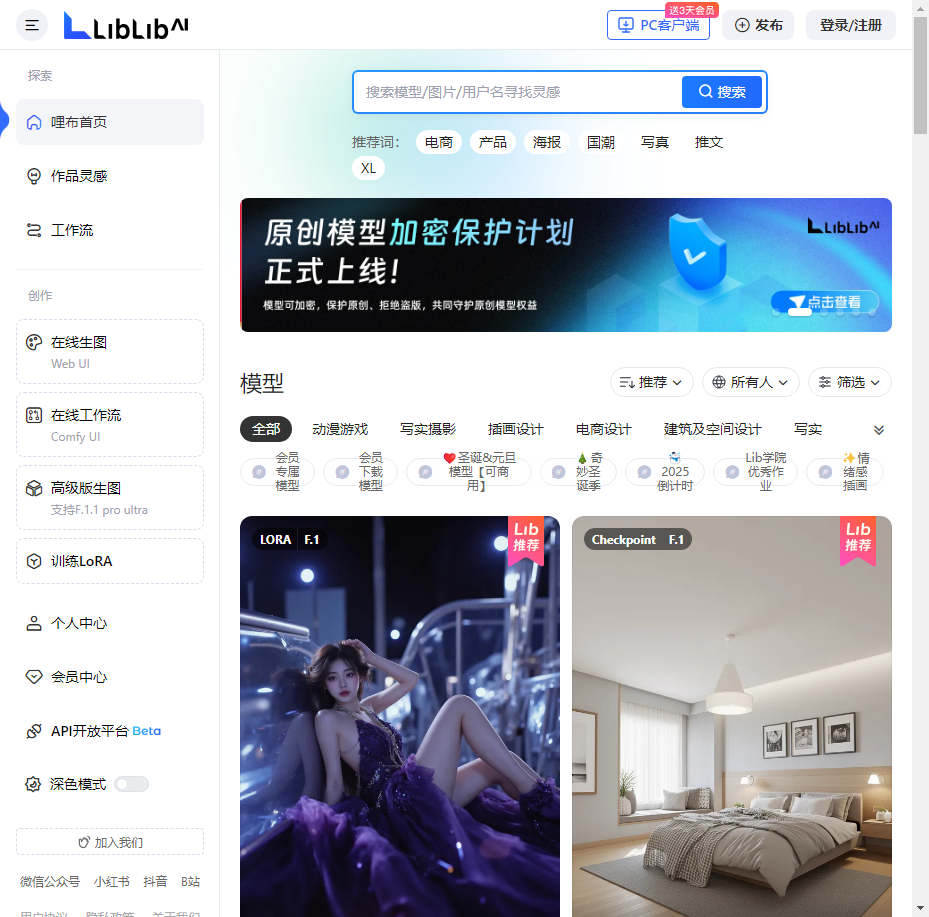 LibLib AI
送3天会员
PC客户端
发布
登录/注册
探索
哩布首页
作品灵感
工作流
创作
在线生图
Web UI
在线工作流
Comfy UI
高级版生图
支持F.1.1 pro ultra
训练LoRA
个人中心
会员中心
API开放平台 Beta
深色模式
加入我们
微信公众号 小红书 抖音 B站
用户协议 隐私政策 关于我们
搜索模型/图片/用户名寻找灵感
搜索
推荐词： 电商 产品 海报 国潮 写真 推文
XL
原创模型加密保护计划
正式上线！
模型可加密，保护原创、拒绝盗版，共同守护原创模型权益
LibLib AI
点击查看
模型
推荐
所有人
筛选
全部 动漫游戏 写实摄影 插画设计 电商设计 建筑及空间设计 写实
# 会员专属模型
# 会员下载模型
# ❤️圣诞&元旦模型【可商用】
# 🎄奇妙圣诞季
# 2025倒计时
# Lib学院优秀作业
# ✨情绪感插画
LORA F.1
Lib
推荐
Checkpoint F.1
Lib
推荐